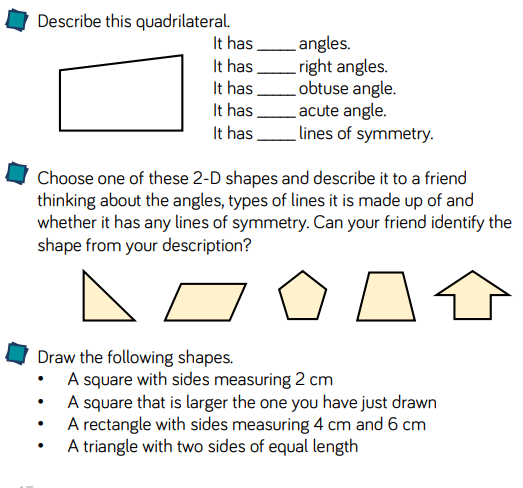 Describe this quadrilateral.
It has _____ angles.
It has _____ right angles.
It has _____ obtuse angle.
It has _____ acute angle.
It has _____ lines of symmetry.
Choose one of these 2-D shapes and describe it to a friend
thinking about the angles, types of lines it is made up of and
whether it has any lines of symmetry. Can your friend identify the
shape from your description?
Draw the following shapes.
• A square with sides measuring 2 cm
• A square that is larger the one you have just drawn
• A rectangle with sides measuring 4 cm and 6 cm
• A triangle with two sides of equal length